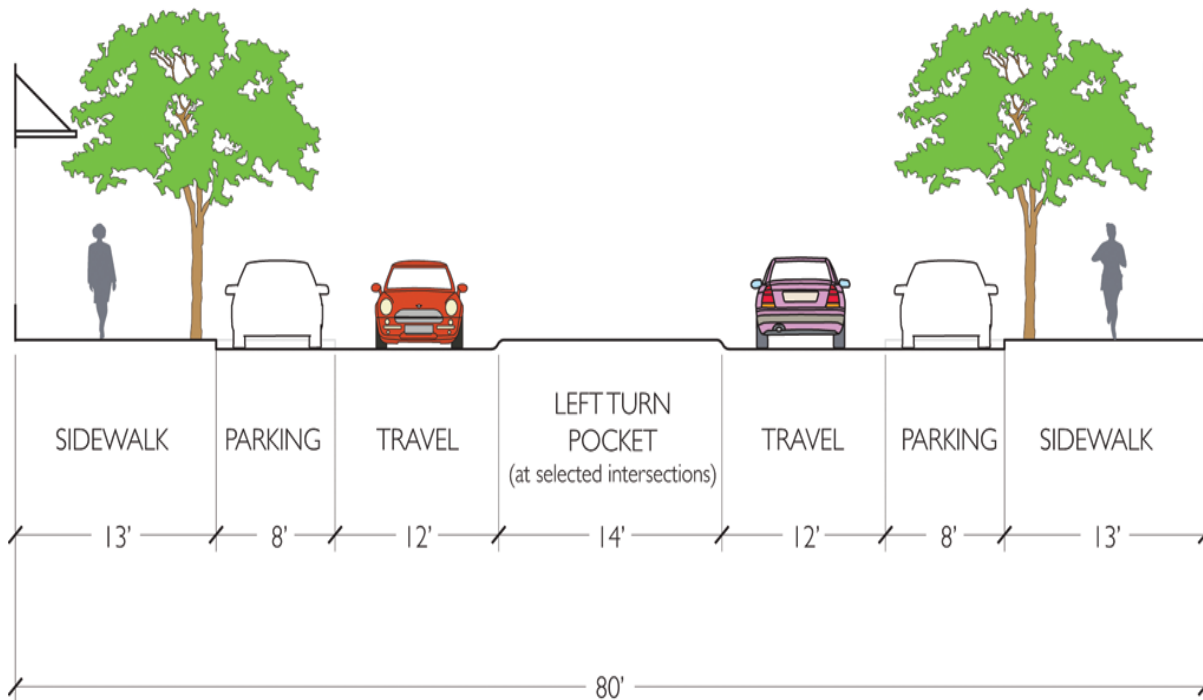 SIDEWALK
PARKING
TRAVEL
LEFT TURN
POCKET
(at selected intersections)
TRAVEL
PARKING
SIDEWALK
13'
8'
12'
14'
12'
8'
13'
80'